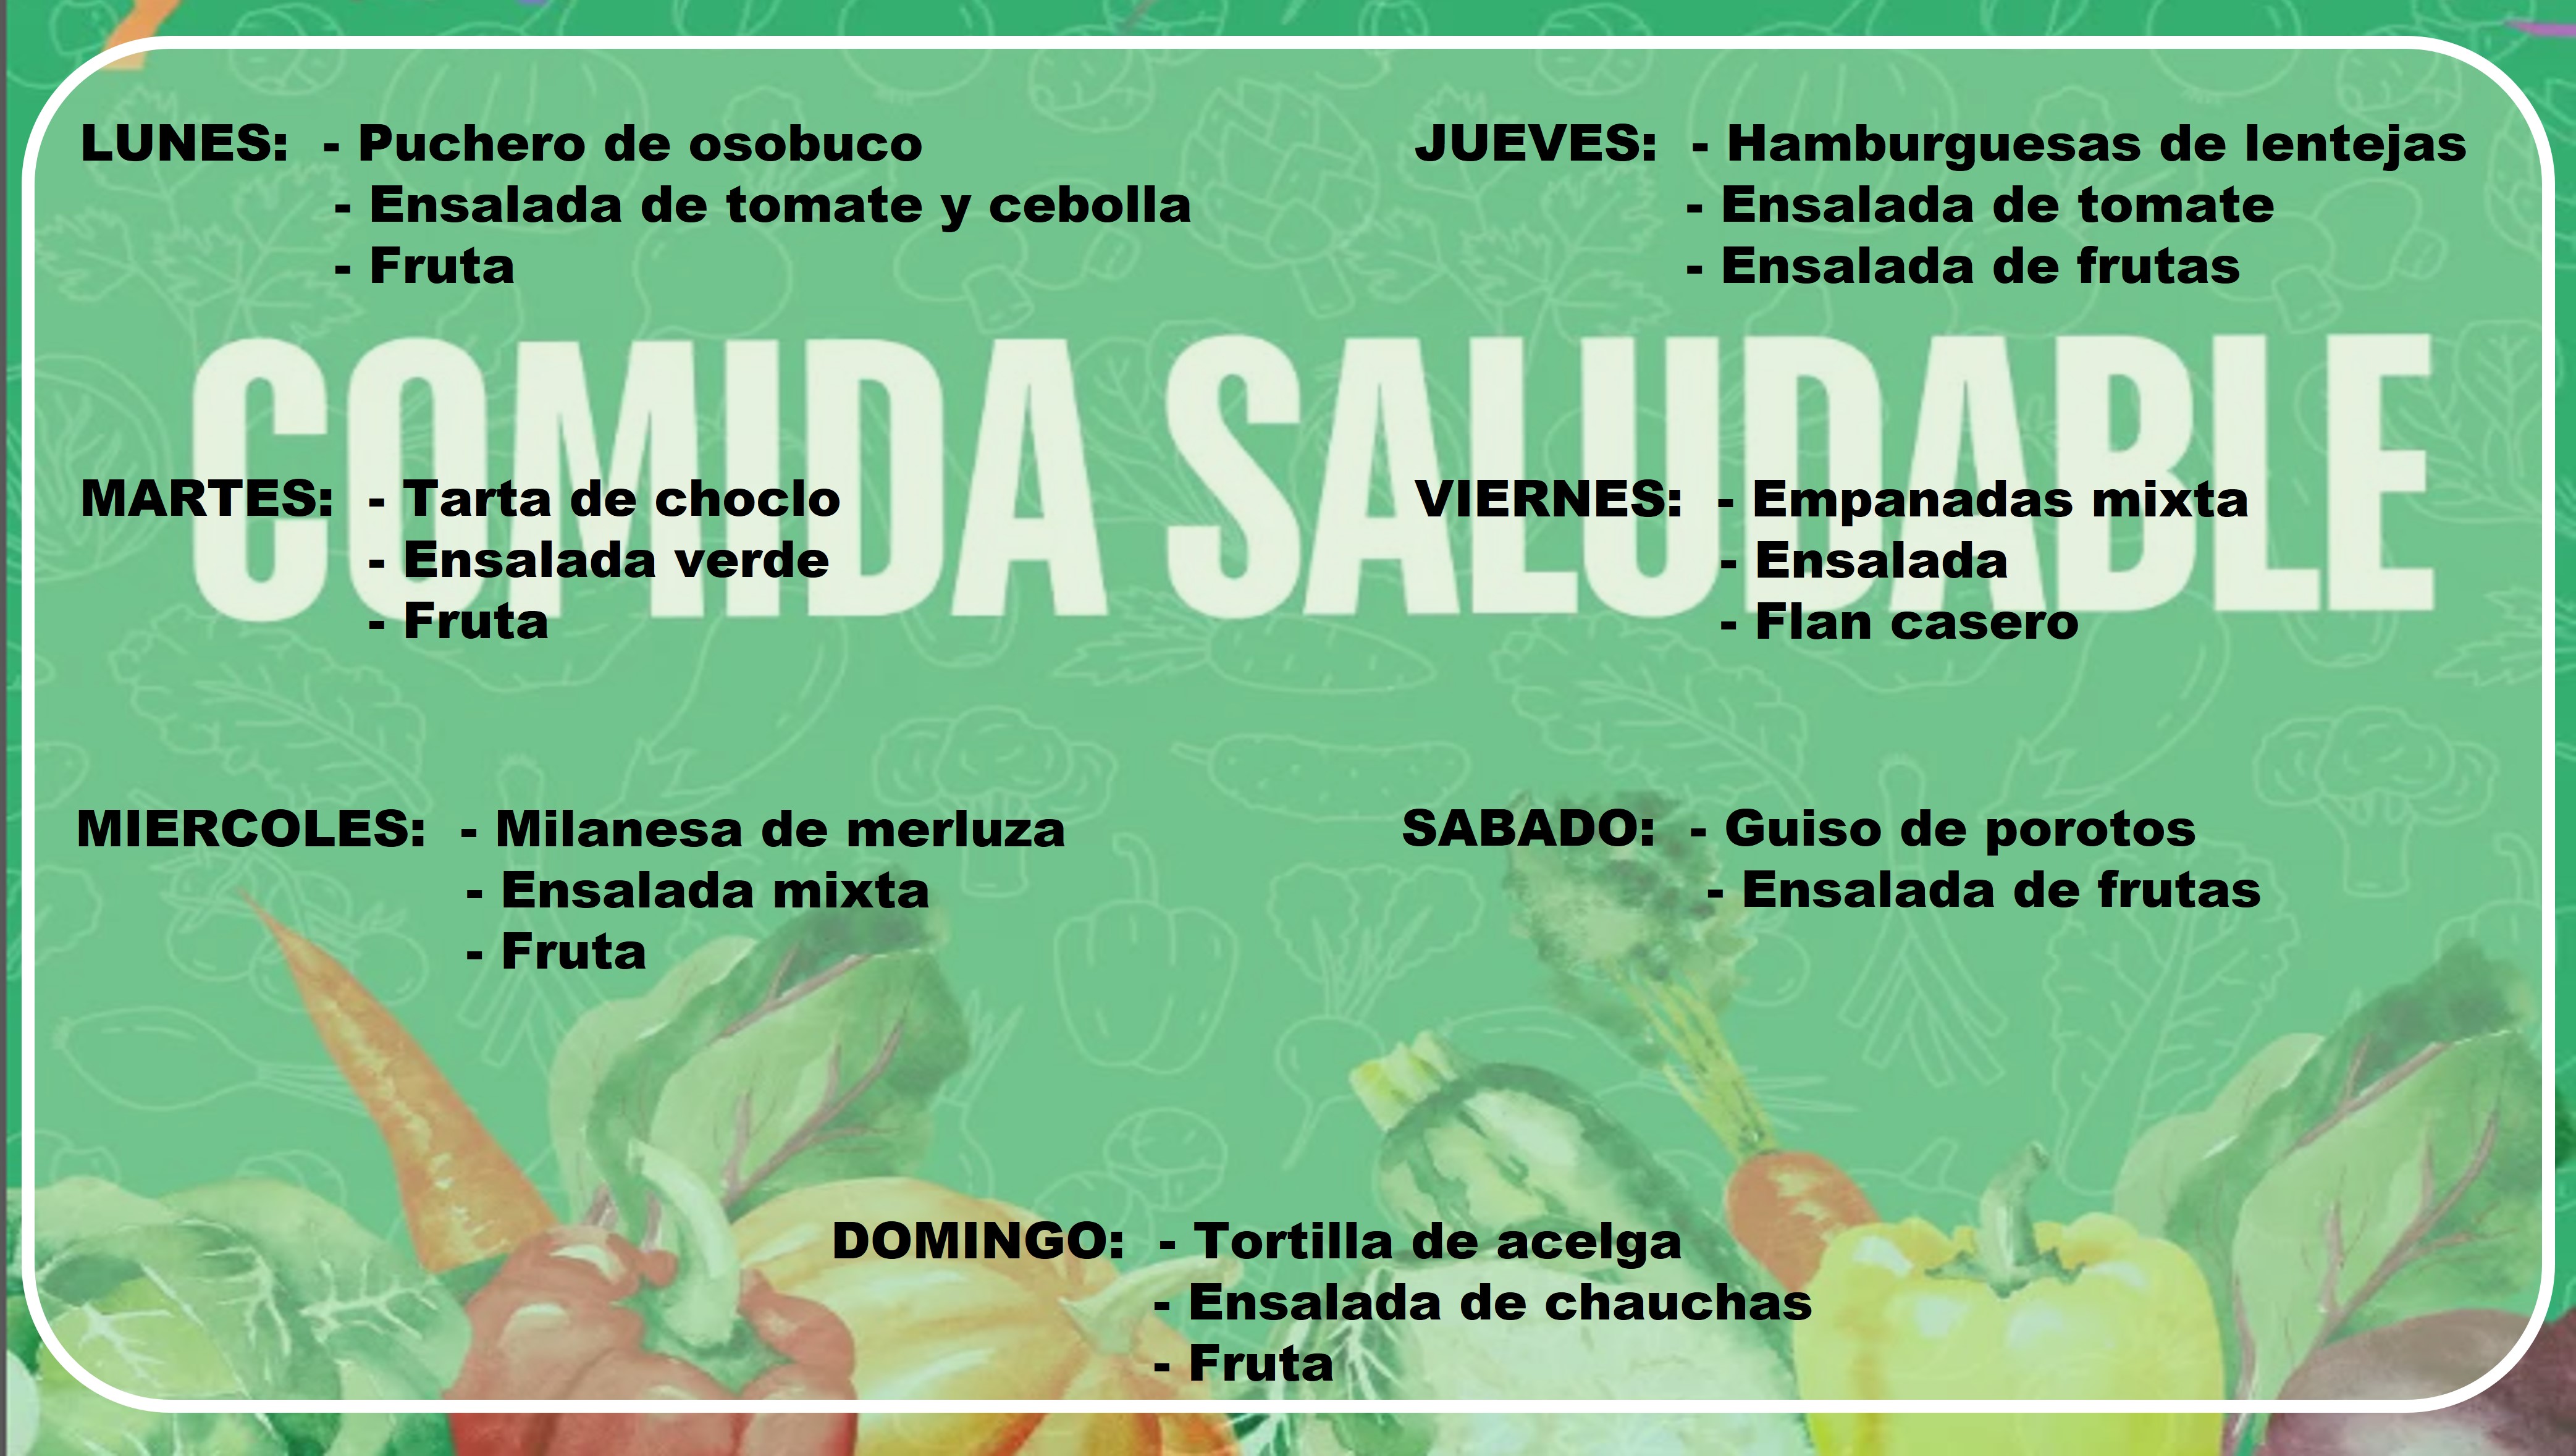 LUNES: - Puchero de osobuco
- Ensalada de tomate y cebolla
- Fruta
JUEVES: - Hamburguesas de lentejas
- Ensalada de tomate
- Ensalada de frutas
COMIDA SALUDABLE
MARTES: - Tarta de choclo
- Ensalada verde
- Fruta
VIERNES: - Empanadas mixta
- Ensalada
- Flan casero
MIERCOLES: - Milanesa de merluza
- Ensalada mixta
- Fruta
SABADO: - Guiso de porotos
- Ensalada de frutas
DOMINGO: - Tortilla de acelga
- Ensalada de chauchas
- Fruta